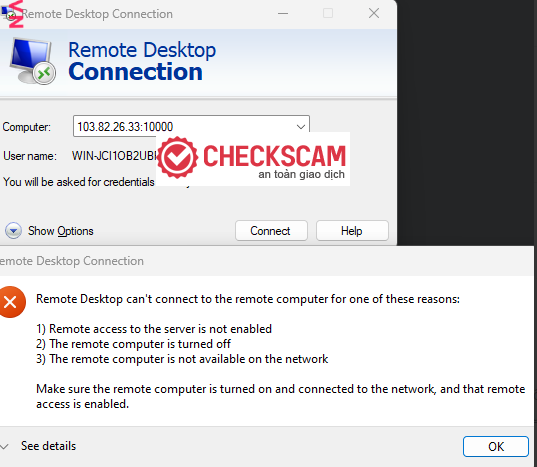 VN
Remote Desktop Connection
Remote Desktop
Connection
Computer:
103.82.26.33:10000
User name:
WIN-JCI1OB2UB
CHECKSCAM
an toàn giao dịch
You will be asked for credentials
Show Options
Connect
Help
emote Desktop Connection
Remote Desktop can't connect to the remote computer for one of these reasons:
1) Remote access to the server is not enabled
2) The remote computer is turned off
3) The remote computer is not available on the network
Make sure the remote computer is turned on and connected to the network, and that remote
access is enabled.
See details
OK